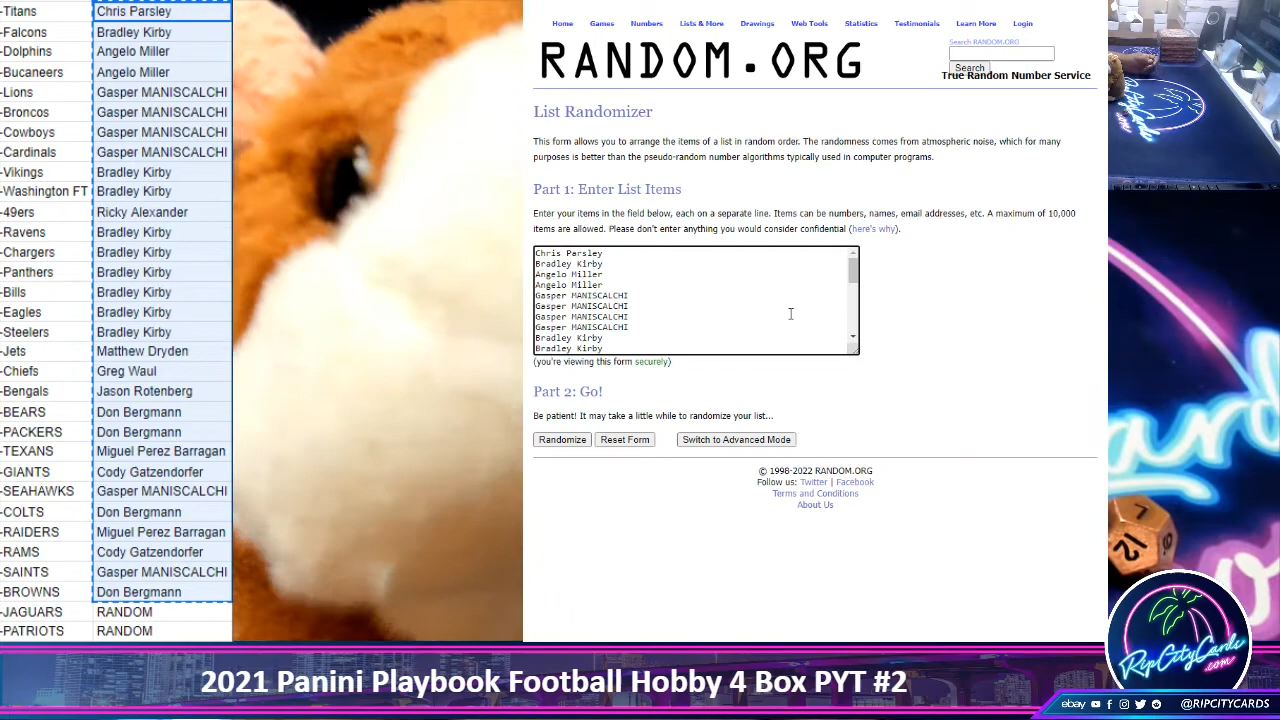 -Titans Chris Parsley
-Falcons Bradley Kirby
-Dolphins Angelo Miller
-Bucaneers Angelo Miller
-Lions Gasper MANISCALCHI
-Broncos Gasper MANISCALCHI
-Cowboys Gasper MANISCALCHI
-Cardinals Gasper MANISCALCHI
-Vikings Bradley Kirby
-Washington FT Bradley Kirby
-49ers Ricky Alexander
-Ravens Bradley Kirby
-Chargers Bradley Kirby
-Panthers Bradley Kirby
-Bills Bradley Kirby
-Eagles Bradley Kirby
-Steelers Bradley Kirby
-Jets Matthew Dryden
-Chiefs Greg Waul
-Bengals Jason Rotenberg
-BEARS Don Bergmann
-PACKERS Don Bergmann
-TEXANS Miguel Perez Barragan
-GIANTS Cody Gatzendorfer
-SEAHAWKS Gasper MANISCALCHI
-COLTS Don Bergmann
-RAIDERS Miguel Perez Barragan
-RAMS Cody Gatzendorfer
-SAINTS Gasper MANISCALCHI
-BROWNS Don Bergmann
-JAGUARS RANDOM
-PATRIOTS RANDOM
Home Games Numbers Lists & More Drawings Web Tools Statistics Testimonials Learn More Login
RANDOM.ORG
Search RANDOM.ORG
Search
True Random Number Service
List Randomizer
This form allows you to arrange the items of a list in random order. The randomness comes from atmospheric noise, which for many
purposes is better than the pseudo-random number algorithms typically used in computer programs.
Part 1: Enter List Items
Enter your items in the field below, each on a separate line. Items can be numbers, names, email addresses, etc. A maximum of 10,000
items are allowed. Please don't enter anything you would consider confidential (here's why).
Chris Parsley
Bradley Kirby
Angelo Miller
Angelo Miller
Gasper MANISCALCHI
Gasper MANISCALCHI
Gasper MANISCALCHI
Gasper MANISCALCHI
Bradley Kirby
Bradley Kirby
(you're viewing this form securely)
Part 2: Go!
Be patient! It may take a little while to randomize your list...
Randomize Reset Form Switch to Advanced Mode
© 1998-2022 RANDOM.ORG
Follow us: Twitter | Facebook
Terms and Conditions
About Us
7
12
2021 Panini Playbook Football Hobby 4 Box PYT #2
RipCityCards
.com
ebay @RIPCITYCARDS